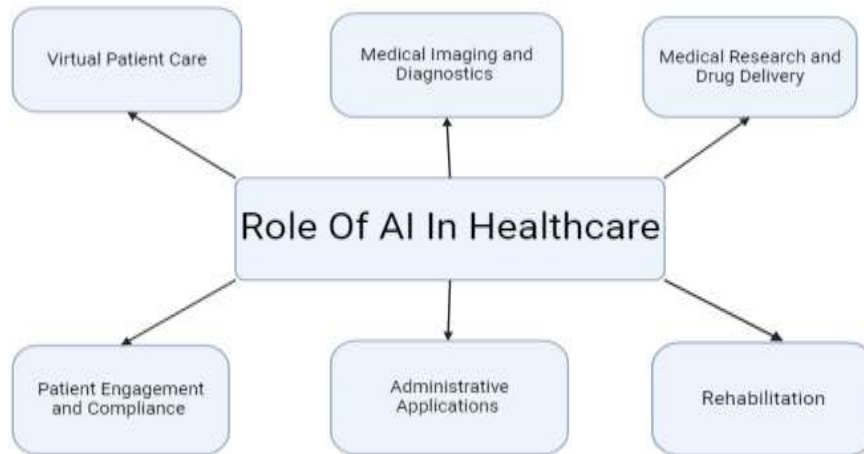 Virtual Patient Care
Medical Imaging and
Diagnostics
Medical Research and
Drug Delivery
Role Of AI In Healthcare
Patient Engagement
and Compliance
Administrative
Applications
Rehabilitation